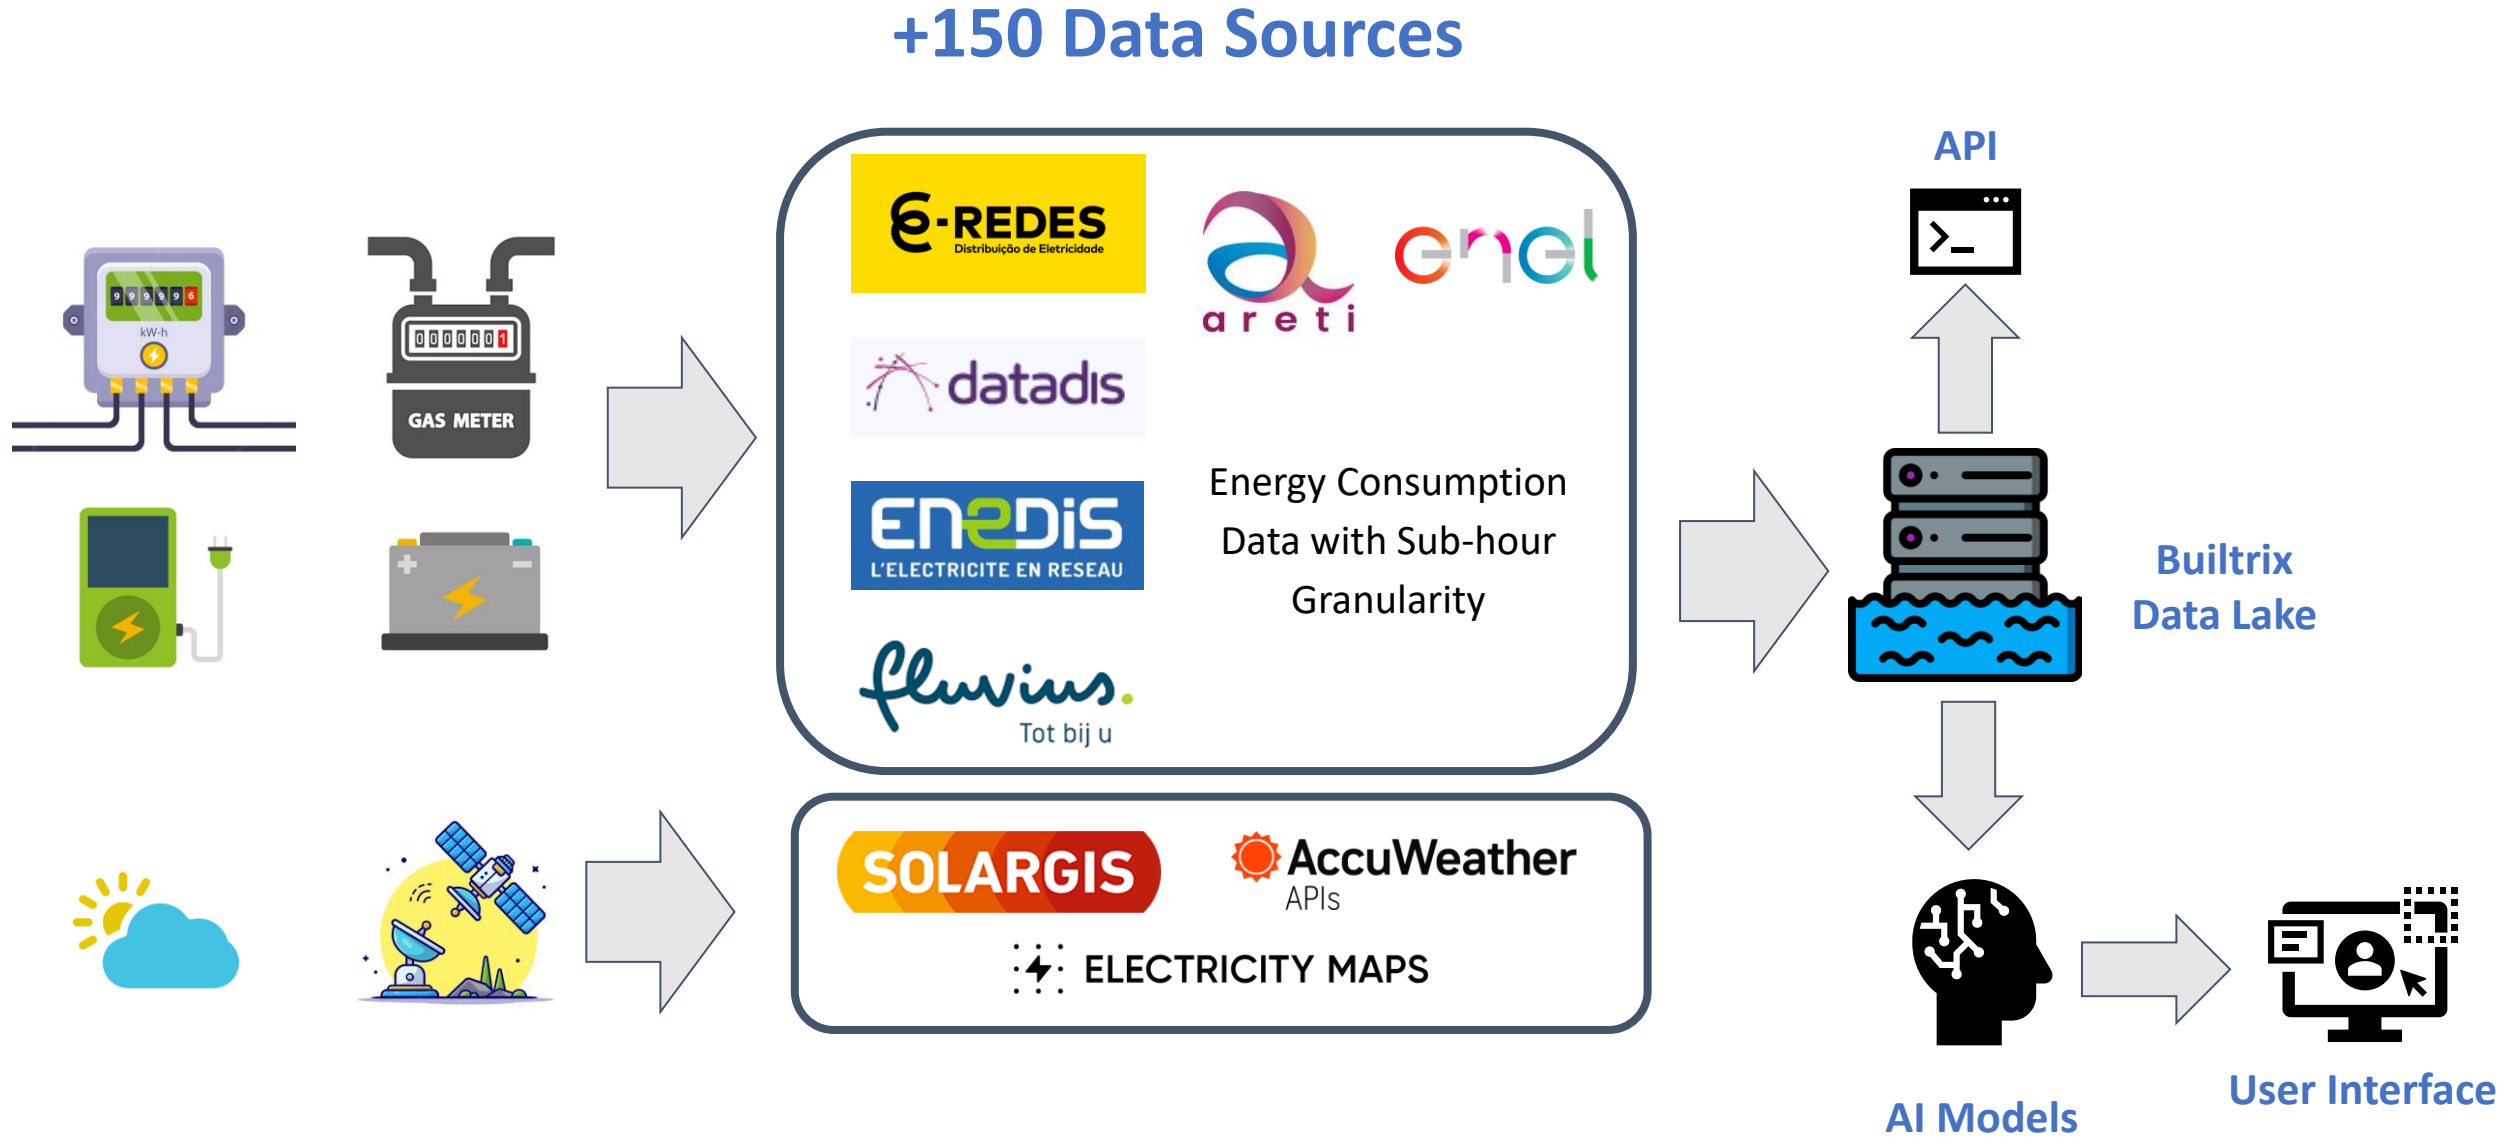 +150 Data Sources
API
E-REDES
Distribuição de Eletricidade
areti
enel
999996
kW-h
000001
GAS METER
datadis
Energy Consumption
Data with Sub-hour
Granularity
ENEDIS
L'ELECTRICITE EN RESEAU
Builtrix
Data Lake
fluvius.
Tot bij u
SOLARGIS
AccuWeather
APIs
ELECTRICITY MAPS
User Interface
AI Models